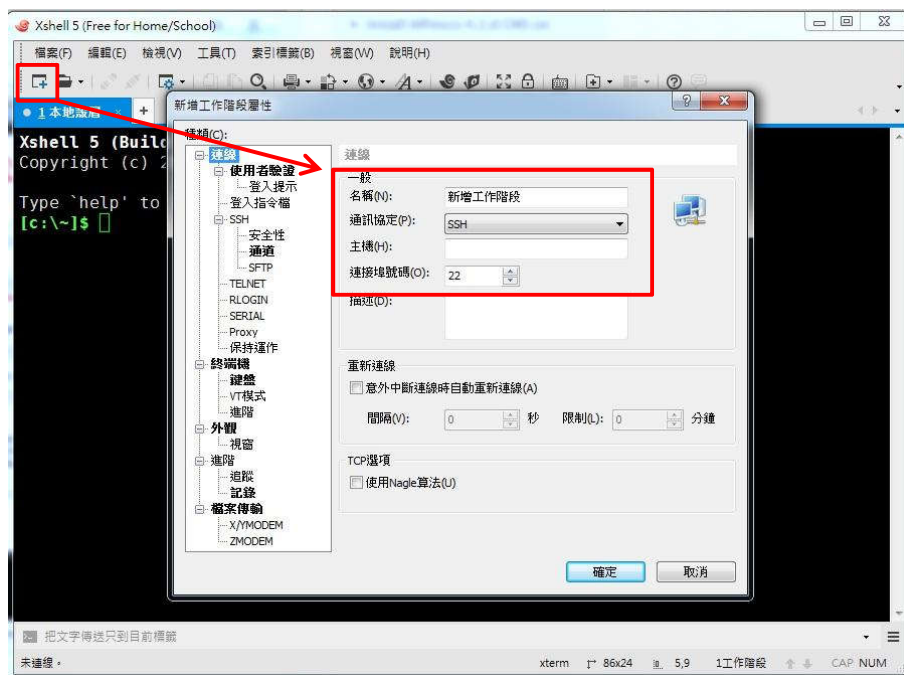 Xshell 5 (Free for Home/School)
檔案(F) 編輯(E) 檢視(V) 工具(T) 索引標籤(B) 視窗(W) 說明(H)
1 本地設層
新增工作階段屬性
Xshell 5 (Build
Copyright (c) 2
Type `help' to
[c:\~]$
種類(C):
連線
使用者驗證
登入提示
登入指令檔
SSH
安全性
通道
SFTP
TELNET
RLOGIN
SERIAL
Proxy
保持運作
終端機
鍵盤
VT模式
進階
外觀
視窗
進階
追蹤
記錄
檔案傳輸
X/YMODEM
ZMODEM
連線
一般
名稱(N): 新增工作階段
通訊協定(P): SSH
主機(H):
連接埠號碼(O): 22
描述(D):
重新連線
意外中斷連線時自動重新連線(A)
間隔(V): 0 秒 限制(L): 0 分鐘
TCP選項
使用Nagle算法(U)
確定 取消
把文字傳送只到目前標籤
未連線。 xterm 86x24 5,9 1工作階段 CAP NUM